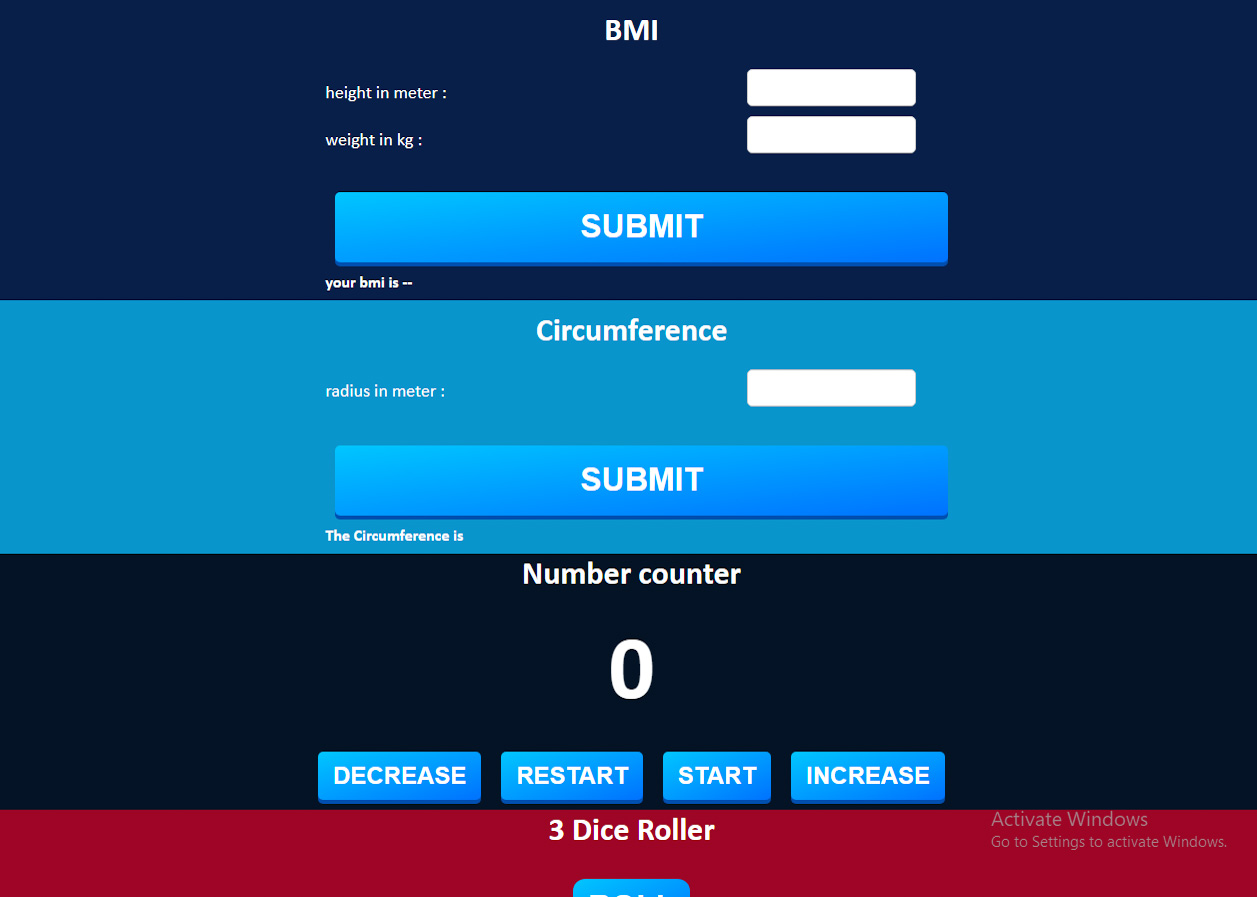 BMI
height in meter :
weight in kg :
SUBMIT
your bmi is --
Circumference
radius in meter :
SUBMIT
The Circumference is
Number counter
0
DECREASE RESTART START INCREASE
3 Dice Roller
Activate Windows
Go to Settings to activate Windows.